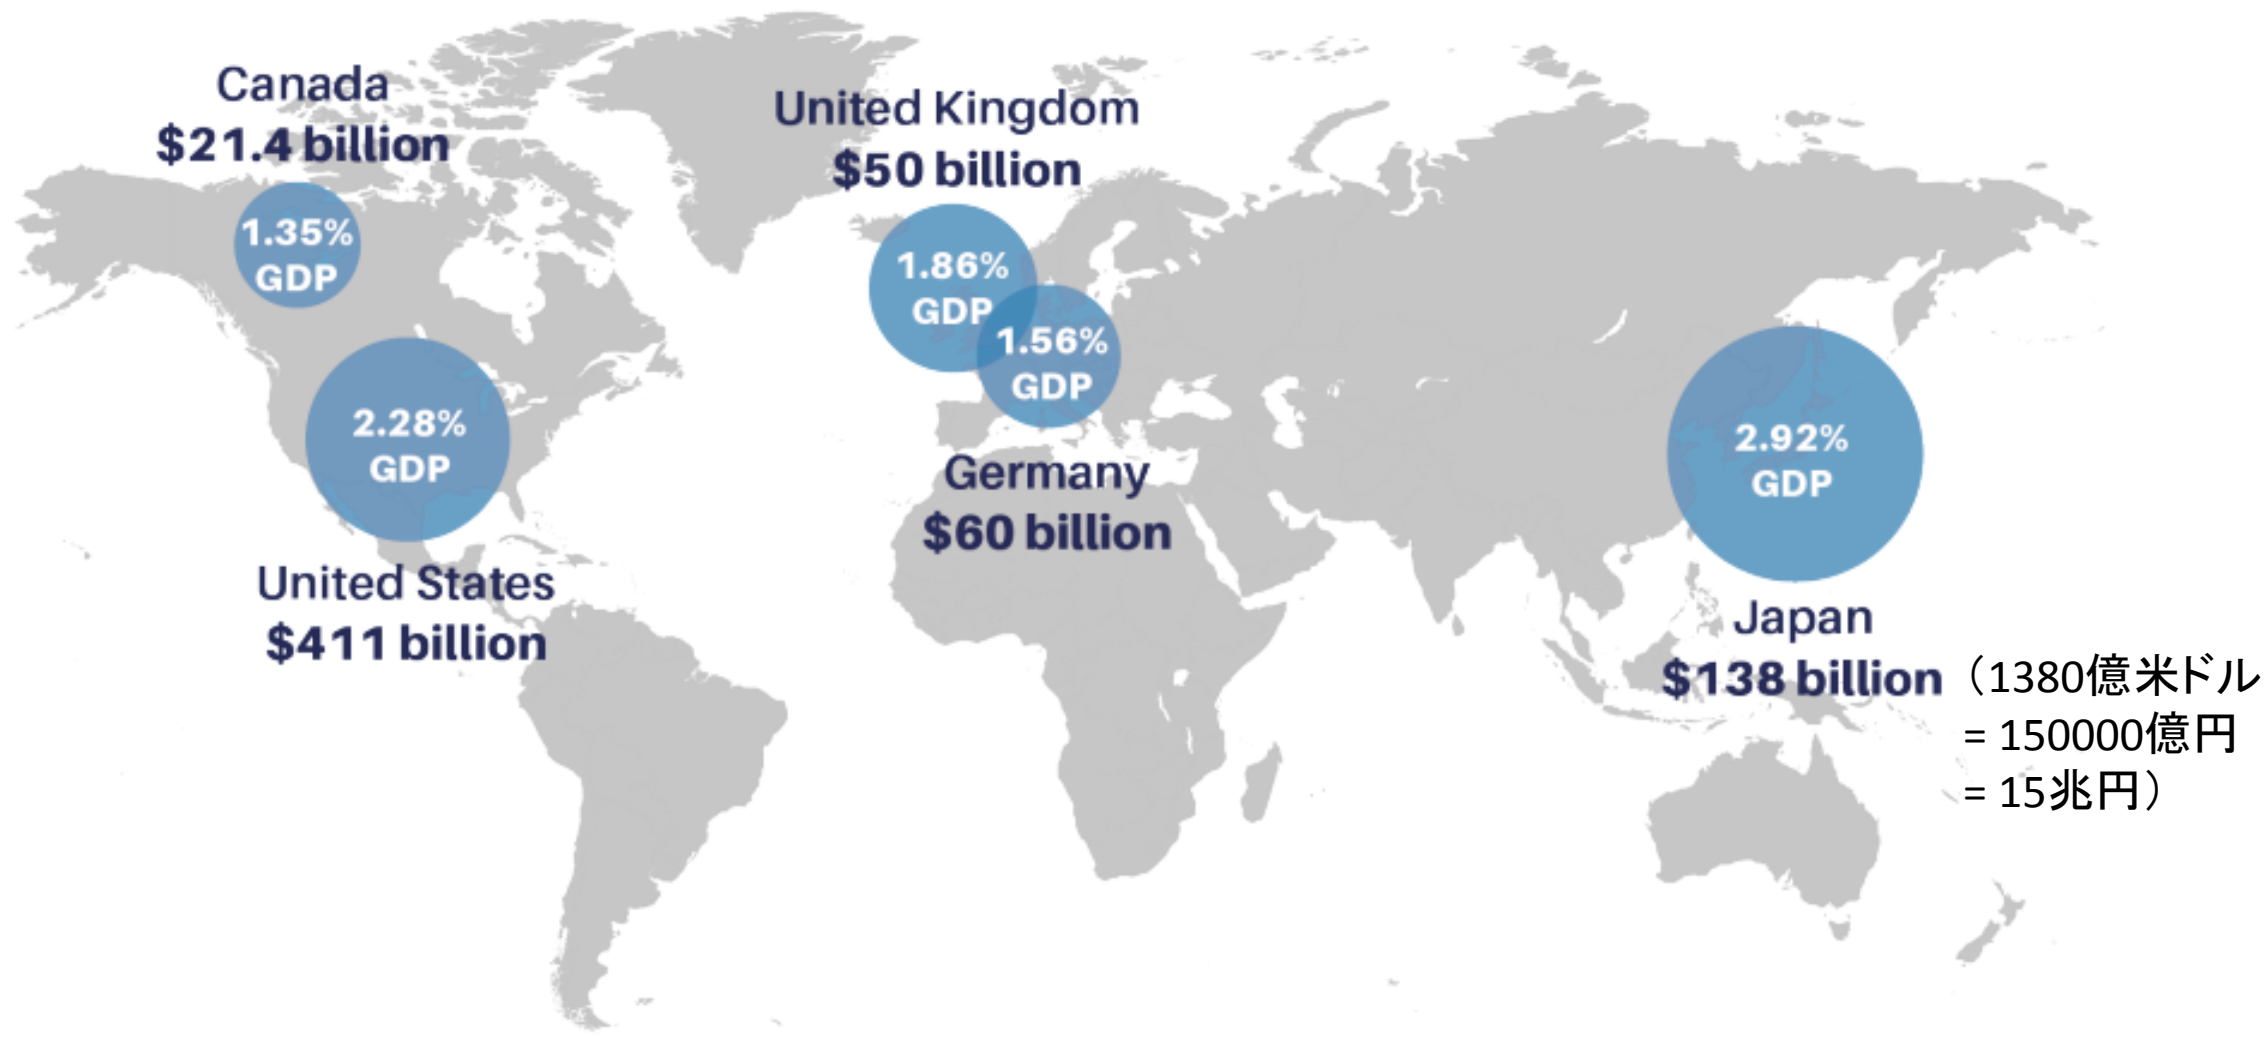 Canada
$21.4 billion
1.35%
GDP
United States
$411 billion
2.28%
GDP
United Kingdom
$50 billion
1.86%
GDP
1.56%
GDP
Germany
$60 billion
2.92%
GDP
Japan
$138 billion（1380億米ドル
= 150000億円
= 15兆円）